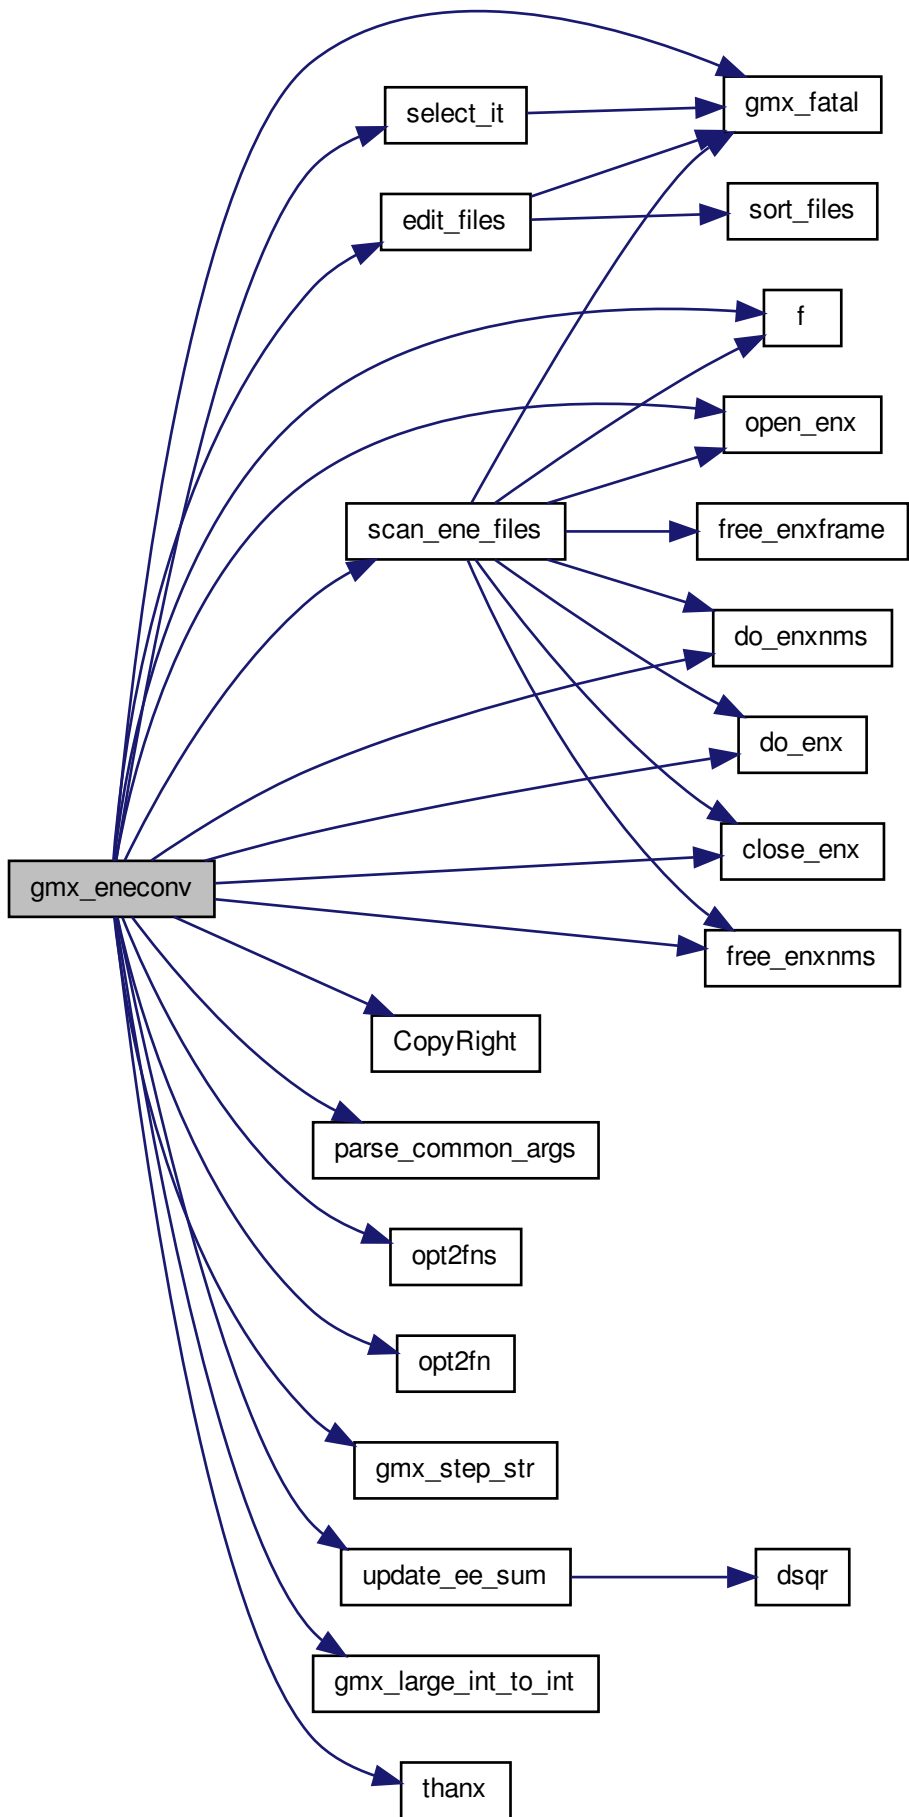 gmx_fatal
select_it
edit_files
sort_files
f
open_enx
scan_ene_files
free_enxframe
do_enxnms
do_enx
close_enx
gmx_eneconv
free_enxnms
CopyRight
parse_common_args
opt2fns
opt2fn
gmx_step_str
update_ee_sum
dsqr
gmx_large_int_to_int
thanx